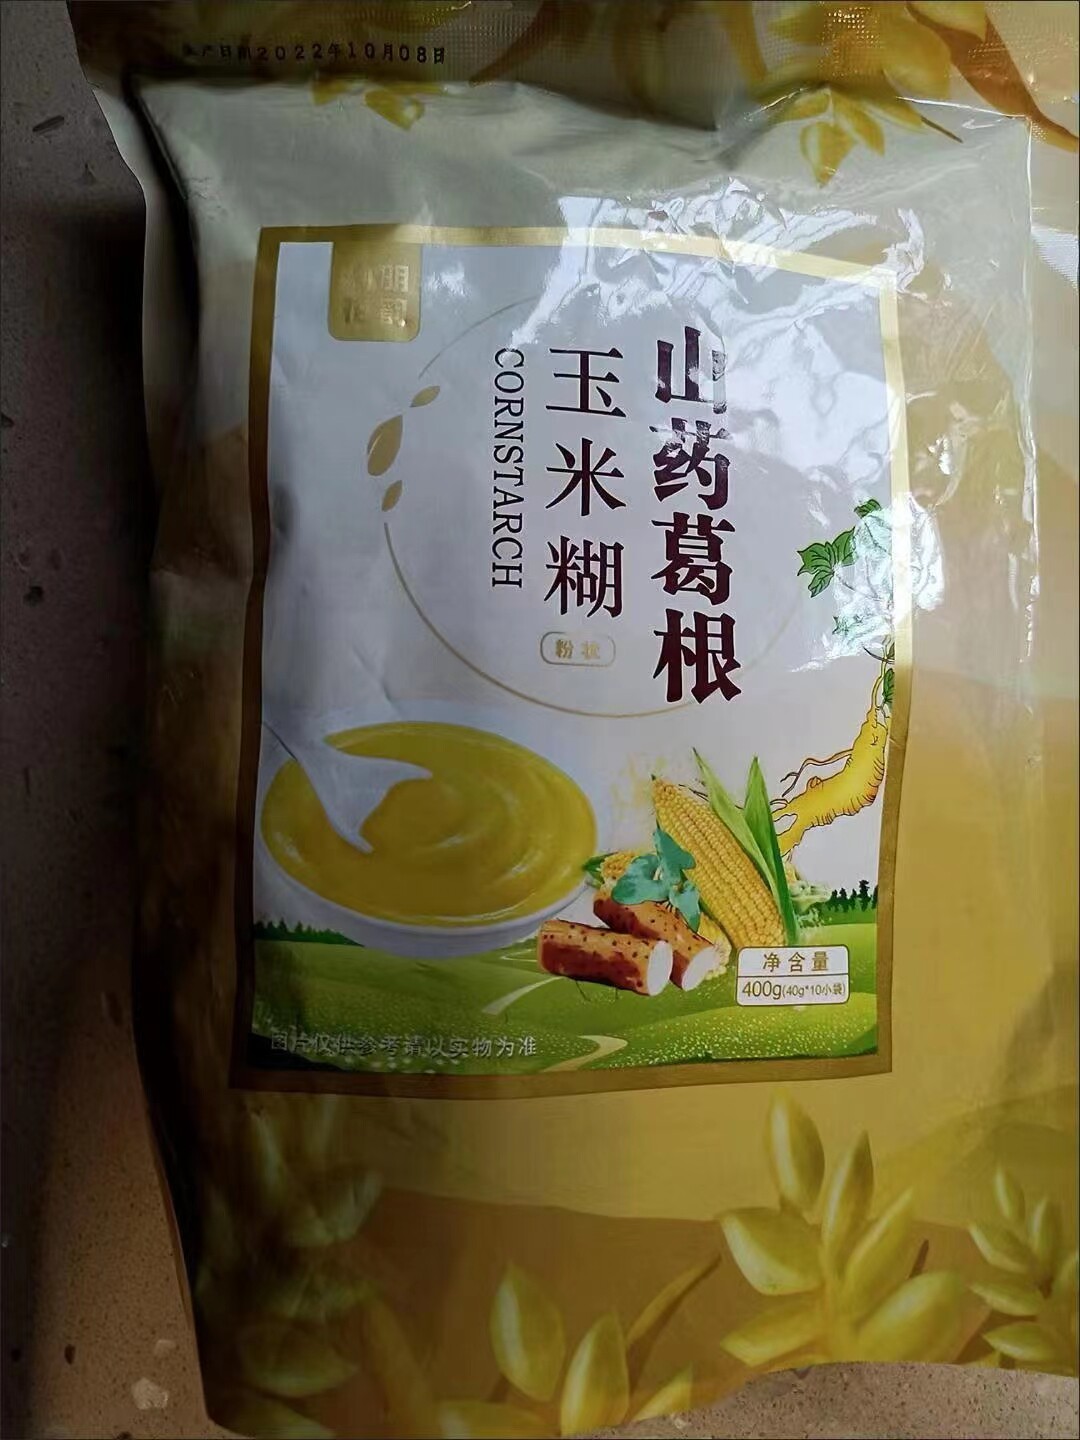 生产日期2022年10月08日
山药葛根
玉米糊
CORNSTARCH
粉状
净含量
400g(40g*10小袋)
图片仅供参考请以实物为准